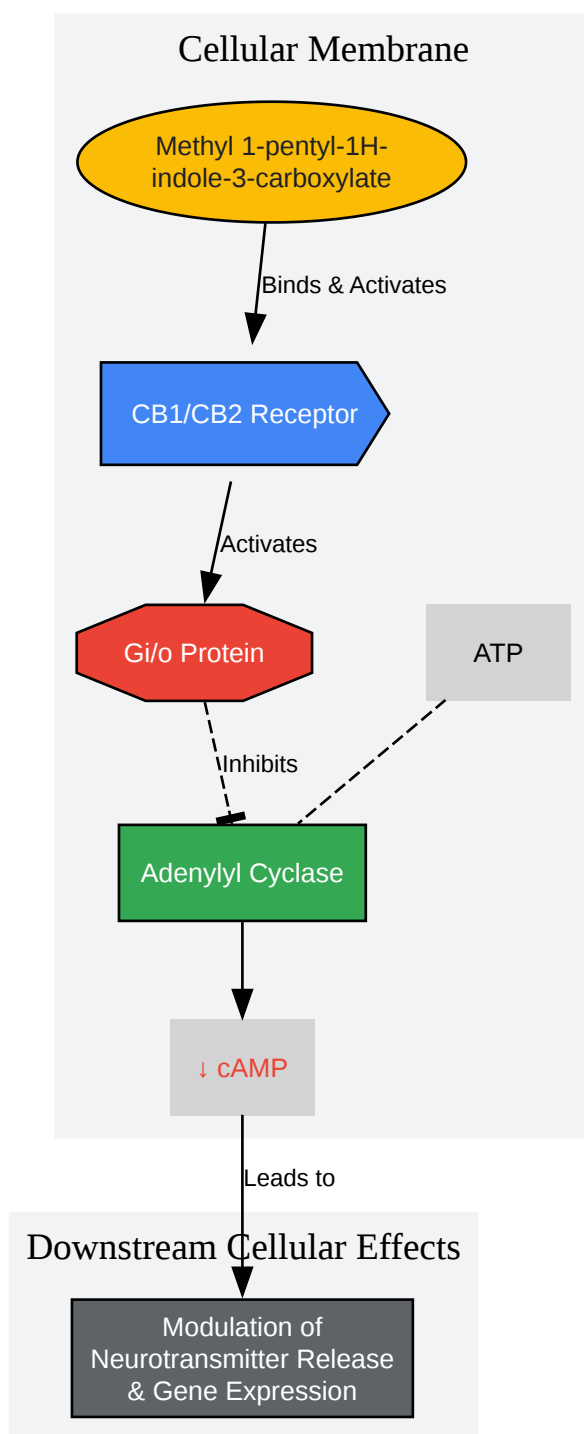 Cellular Membrane
Methyl 1-pentyl-1H-
indole-3-carboxylate
Binds & Activates
CB1/CB2 Receptor
Activates
Gi/o Protein
ATP
Inhibits
Adenylyl Cyclase
↓ cAMP
Leads to
Downstream Cellular Effects
Modulation of
Neurotransmitter Release
& Gene Expression